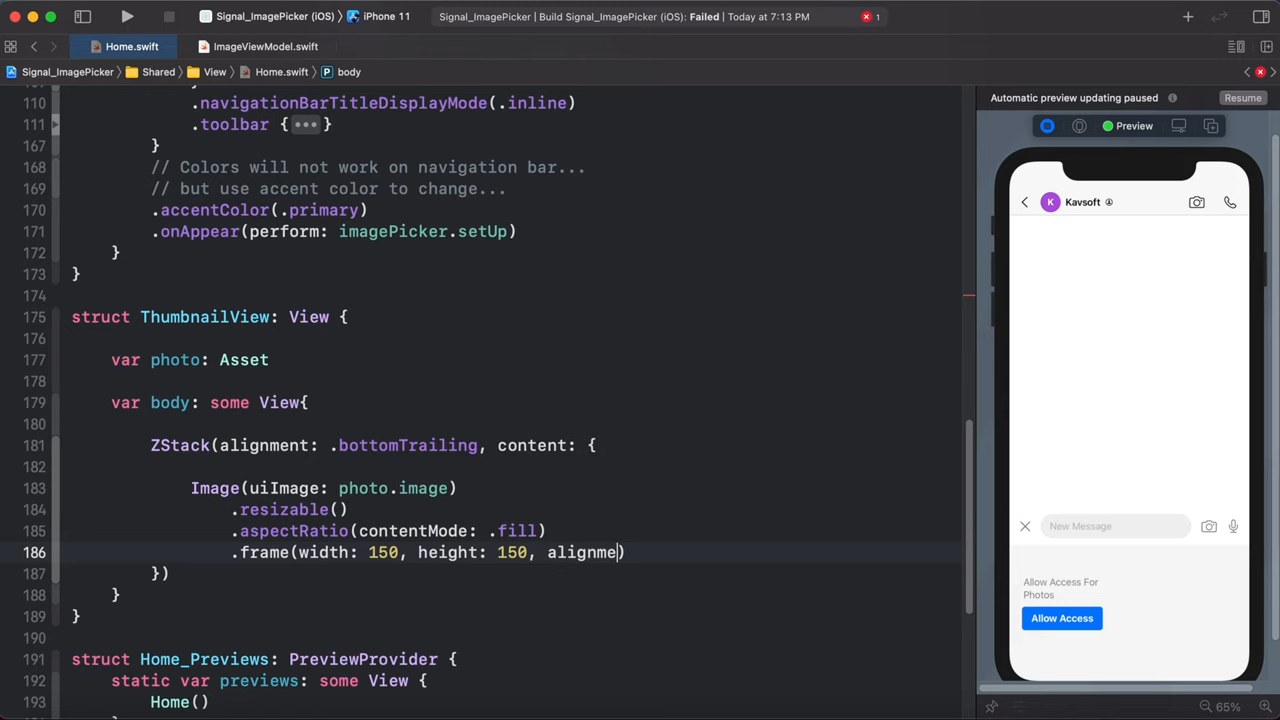 Signal_ImagePicker (iOS) 〉 iPhone 11
Signal_ImagePicker | Build Signal_ImagePicker (iOS): Failed | Today at 7:13 PM
1
Home.swift
ImageViewModel.swift
Signal_ImagePicker 〉 Shared 〉 View 〉 Home.swift 〉 P body
110 .navigationBarTitleDisplayMode(.inline)
111 .toolbar {•••}
167 }
168 // Colors will not work on navigation bar...
169 // but use accent color to change...
170 .accentColor(.primary)
171 .onAppear(perform: imagePicker.setUp)
172 }
173 }
174
175 struct ThumbnailView: View {
176
177 var photo: Asset
178
179 var body: some View{
180
181 ZStack(alignment: .bottomTrailing, content: {
182
183 Image(uiImage: photo.image)
184 .resizable()
185 .aspectRatio(contentMode: .fill)
186 .frame(width: 150, height: 150, alignme)
187 })
188 }
189 }
190
191 struct Home_Previews: PreviewProvider {
192 static var previews: some View {
193 Home()
Automatic preview updating paused
Resume
Preview
K Kavsoft
New Message
Allow Access For
Photos
Allow Access
65%